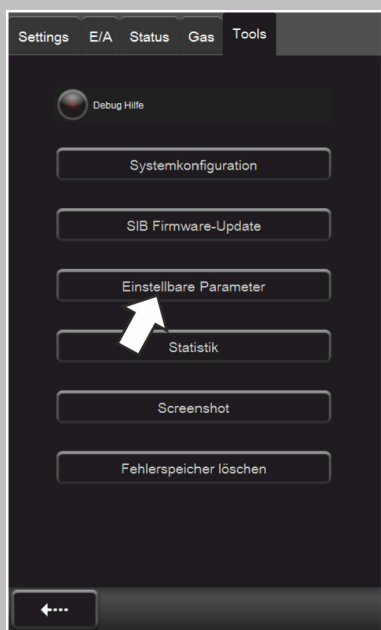 Settings E/A Status Gas Tools
Debug Hilfe
Systemkonfiguration
SIB Firmware-Update
Einstellbare Parameter
Statistik
Screenshot
Fehlerspeicher löschen